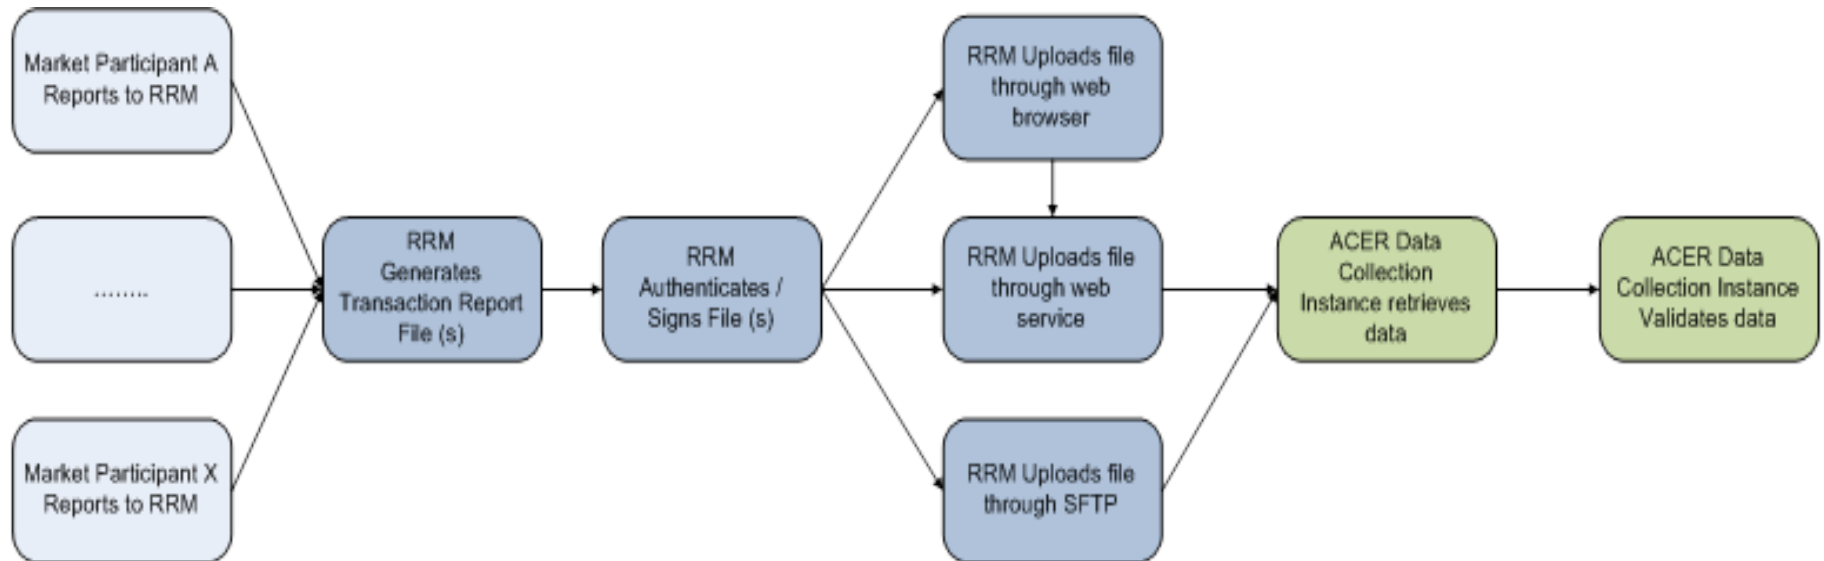 Market Participant A
Reports to RRM
........
Market Participant X
Reports to RRM
RRM
Generates
Transaction Report
File (s)
RRM
Authenticates /
Signs File (s)
RRM Uploads file
through web
browser
RRM Uploads file
through web
service
RRM Uploads file
through SFTP
ACER Data
Collection
Instance retrieves
data
ACER Data
Collection Instance
Validates data